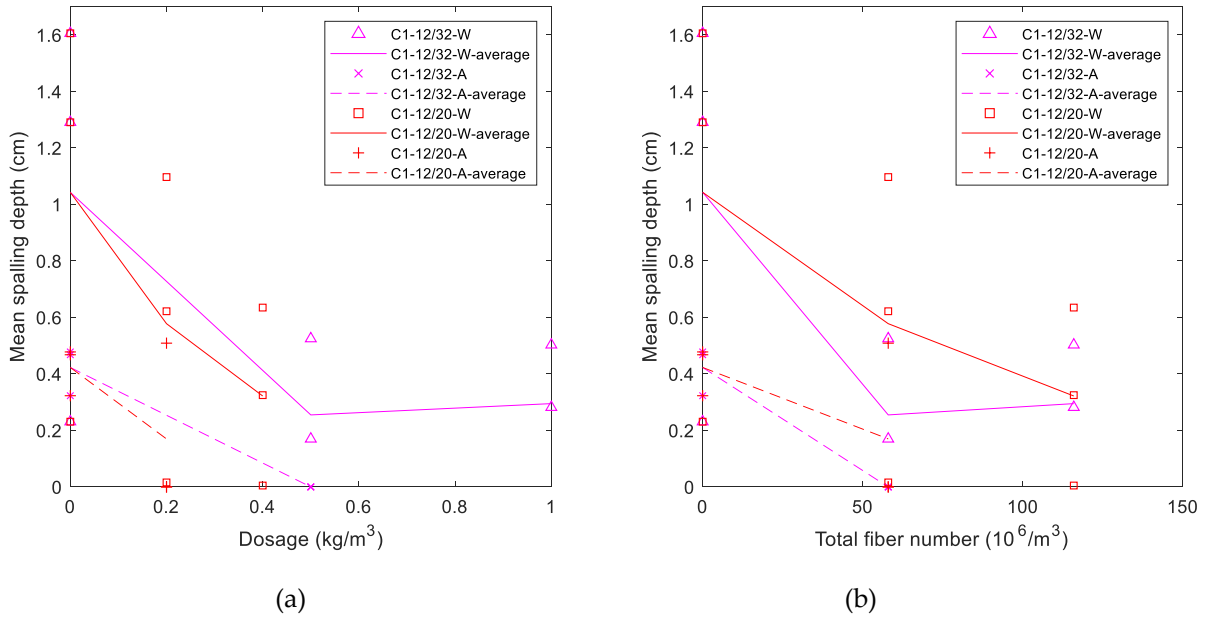 1.6
1.4
1.2
1
0.8
0.6
0.4
0.2
0
Mean spalling depth (cm)
C1-12/32-W
C1-12/32-W-average
C1-12/32-A
C1-12/32-A-average
C1-12/20-W
C1-12/20-W-average
C1-12/20-A
C1-12/20-A-average
0 0.2 0.4 0.6 0.8 1
Dosage (kg/m³)
(a)
1.6
1.4
1.2
1
0.8
0.6
0.4
0.2
0
Mean spalling depth (cm)
C1-12/32-W
C1-12/32-W-average
C1-12/32-A
C1-12/32-A-average
C1-12/20-W
C1-12/20-W-average
C1-12/20-A
C1-12/20-A-average
0 50 100 150
Total fiber number (10⁶/m³)
(b)